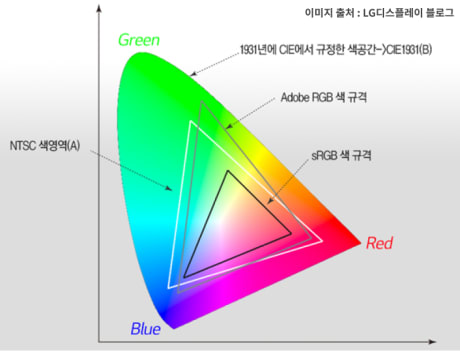 이미지 출처 : LG디스플레이 블로그
Green
1931년에 CIE에서 규정한 색공간-)CIE1931(B)
Adobe RGB 색 규격
NTSC 색영역(A)
sRGB 색 규격
Red
Blue